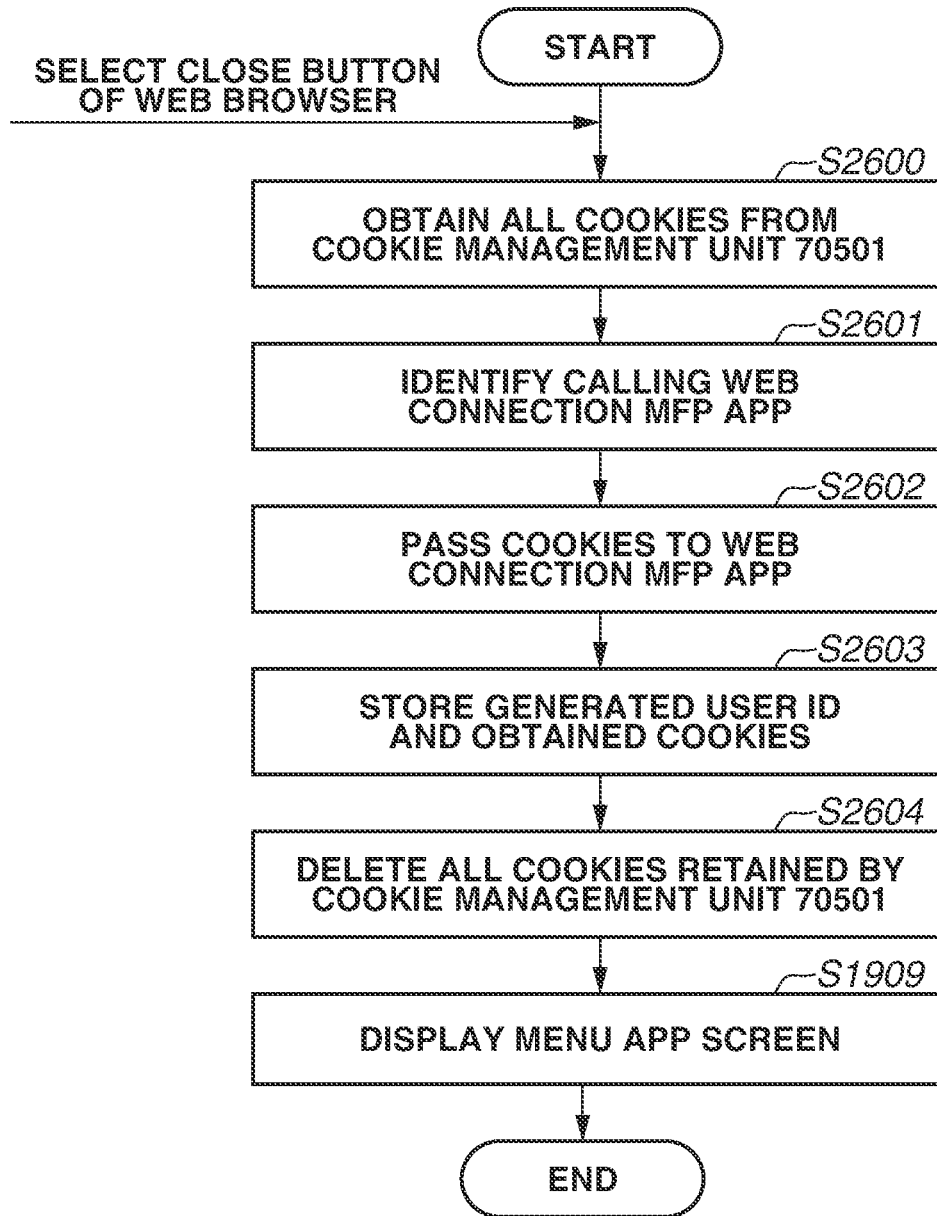 START
SELECT CLOSE BUTTON
OF WEB BROWSER
S2600
OBTAIN ALL COOKIES FROM
COOKIE MANAGEMENT UNIT 70501
S2601
IDENTIFY CALLING WEB
CONNECTION MFP APP
S2602
PASS COOKIES TO WEB
CONNECTION MFP APP
S2603
STORE GENERATED USER ID
AND OBTAINED COOKIES
S2604
DELETE ALL COOKIES RETAINED BY
COOKIE MANAGEMENT UNIT 70501
S1909
DISPLAY MENU APP SCREEN
END